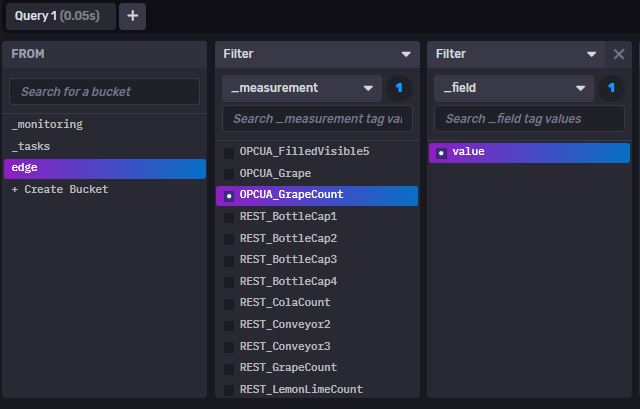 Query 1 (0.05s)
+
FROM
Search for a bucket
_monitoring
_tasks
edge
+ Create Bucket
Filter
_measurement
1
Search _measurement tag val
OPCUA_FilledVisible5
OPCUA_Grape
OPCUA_GrapeCount
REST_BottleCap1
REST_BottleCap2
REST_BottleCap3
REST_BottleCap4
REST_ColaCount
REST_Conveyor2
REST_Conveyor3
REST_GrapeCount
REST_LemonLimeCount
Filter
_field
1
Search _field tag values
value